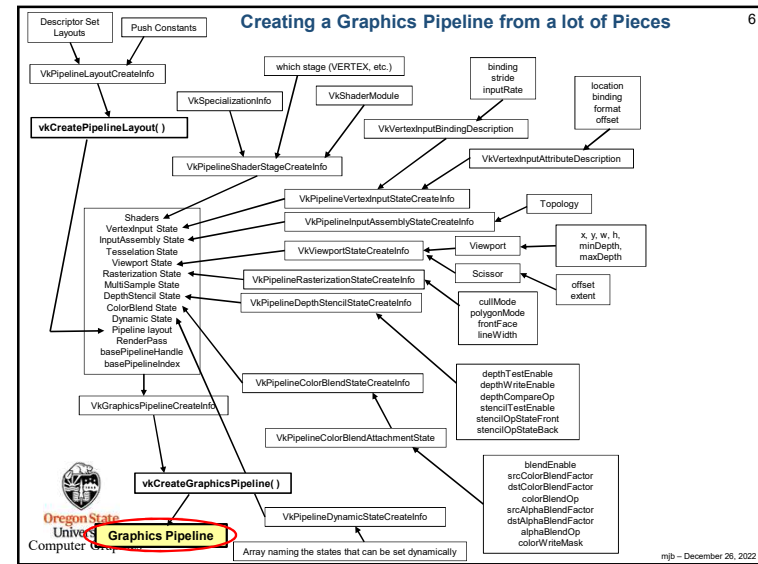 Creating a Graphics Pipeline from a lot of Pieces
6
Descriptor Set
Layouts
Push Constants
VkPipelineLayoutCreateInfo
vkCreatePipelineLayout( )
which stage (VERTEX, etc.)
VkSpecializationInfo
VkShaderModule
VkPipelineShaderStageCreateInfo
binding
stride
inputRate
location
binding
format
offset
VkVertexInputBindingDescription
VkVertexInputAttributeDescription
VkPipelineVertexInputStateCreateInfo
Topology
VkPipelineInputAssemblyStateCreateInfo
Shaders
VertexInput State
InputAssembly State
Tesselation State
Viewport State
Rasterization State
MultiSample State
DepthStencil State
ColorBlend State
Dynamic State
Pipeline layout
RenderPass
basePipelineHandle
basePipelineIndex
VkViewportStateCreateInfo
Viewport
x, y, w, h,
minDepth,
maxDepth
Scissor
offset
extent
VkPipelineRasterizationStateCreateInfo
cullMode
polygonMode
frontFace
lineWidth
VkPipelineDepthStencilStateCreateInfo
depthTestEnable
depthWriteEnable
depthCompareOp
stencilTestEnable
stencilOpStateFront
stencilOpStateBack
VkPipelineColorBlendStateCreateInfo
VkGraphicsPipelineCreateInfo
VkPipelineColorBlendAttachmentState
blendEnable
srcColorBlendFactor
dstColorBlendFactor
colorBlendOp
srcAlphaBlendFactor
dstAlphaBlendFactor
alphaBlendOp
colorWriteMask
vkCreateGraphicsPipeline( )
VkPipelineDynamicStateCreateInfo
Array naming the states that can be set dynamically
Graphics Pipeline
Oregon State
Univers
Computer
mjb – December 26, 2022